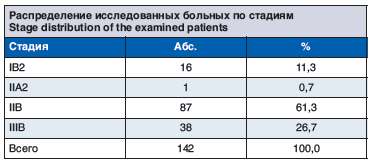 Распределение исследованных больных по стадиям
Stage distribution of the examined patients
Стадия Абс. %
IB2 16 11,3
IIA2 1 0,7
IIB 87 61,3
IIIB 38 26,7
Всего 142 100,0